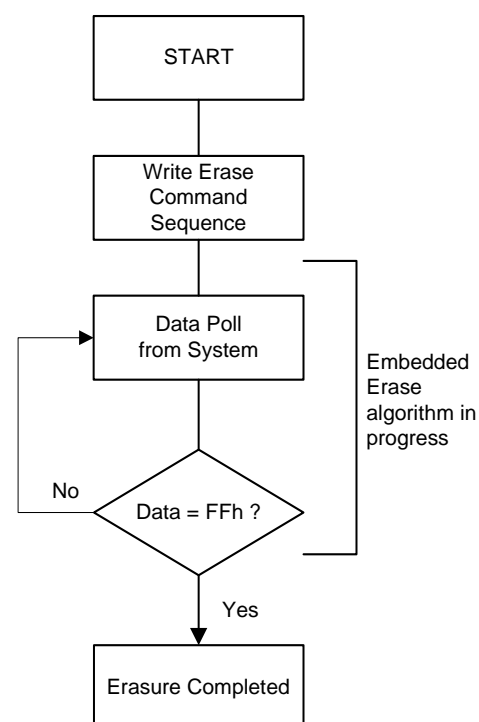 START
Write Erase
Command
Sequence
Data Poll
from System
Embedded
Erase
algorithm in
progress
No
Data = FFh ?
Yes
Erasure Completed